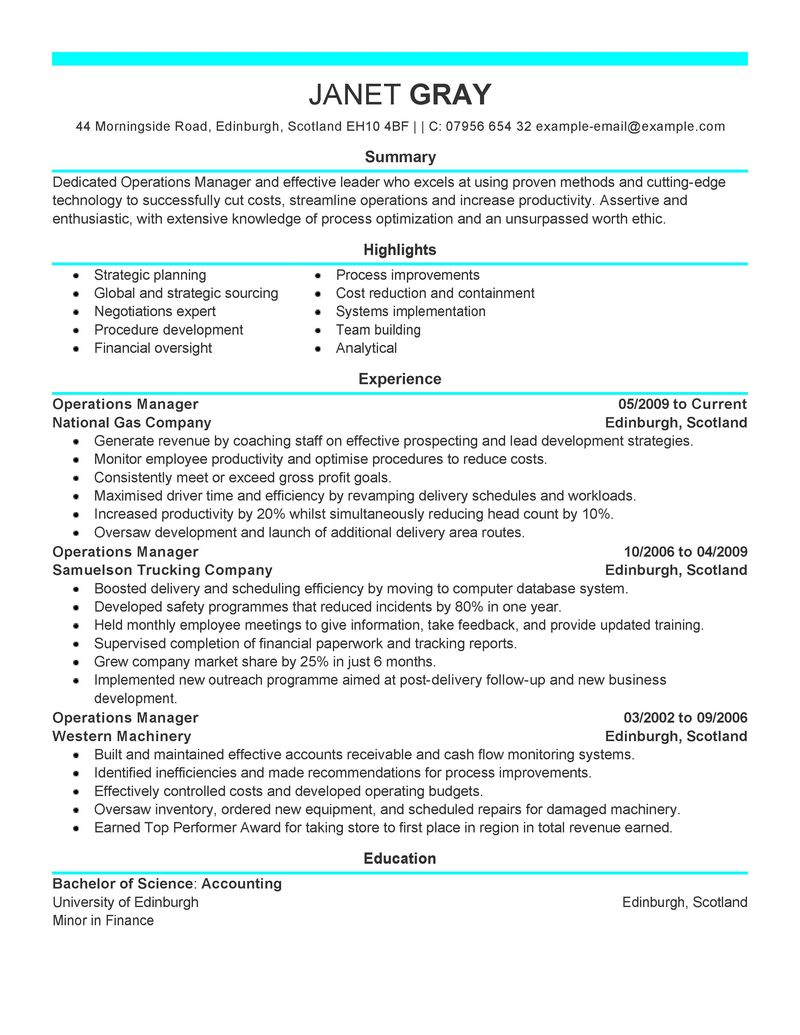 JANET GRAY
44 Morningside Road, Edinburgh, Scotland EH10 4BF | | C: 07956 654 32 example-email@example.com
Summary
Dedicated Operations Manager and effective leader who excels at using proven methods and cutting-edge
technology to successfully cut costs, streamline operations and increase productivity. Assertive and
enthusiastic, with extensive knowledge of process optimization and an unsurpassed worth ethic.
Highlights
• Strategic planning
• Global and strategic sourcing
• Negotiations expert
• Procedure development
• Financial oversight
• Process improvements
• Cost reduction and containment
• Systems implementation
• Team building
• Analytical
Experience
Operations Manager 05/2009 to Current
National Gas Company Edinburgh, Scotland
• Generate revenue by coaching staff on effective prospecting and lead development strategies.
• Monitor employee productivity and optimise procedures to reduce costs.
• Consistently meet or exceed gross profit goals.
• Maximised driver time and efficiency by revamping delivery schedules and workloads.
• Increased productivity by 20% whilst simultaneously reducing head count by 10%.
• Oversaw development and launch of additional delivery area routes.
Operations Manager 10/2006 to 04/2009
Samuelson Trucking Company Edinburgh, Scotland
• Boosted delivery and scheduling efficiency by moving to computer database system.
• Developed safety programmes that reduced incidents by 80% in one year.
• Held monthly employee meetings to give information, take feedback, and provide updated training.
• Supervised completion of financial paperwork and tracking reports.
• Grew company market share by 25% in just 6 months.
• Implemented new outreach programme aimed at post-delivery follow-up and new business
development.
Operations Manager 03/2002 to 09/2006
Western Machinery Edinburgh, Scotland
• Built and maintained effective accounts receivable and cash flow monitoring systems.
• Identified inefficiencies and made recommendations for process improvements.
• Effectively controlled costs and developed operating budgets.
• Oversaw inventory, ordered new equipment, and scheduled repairs for damaged machinery.
• Earned Top Performer Award for taking store to first place in region in total revenue earned.
Education
Bachelor of Science: Accounting
University of Edinburgh Edinburgh, Scotland
Minor in Finance